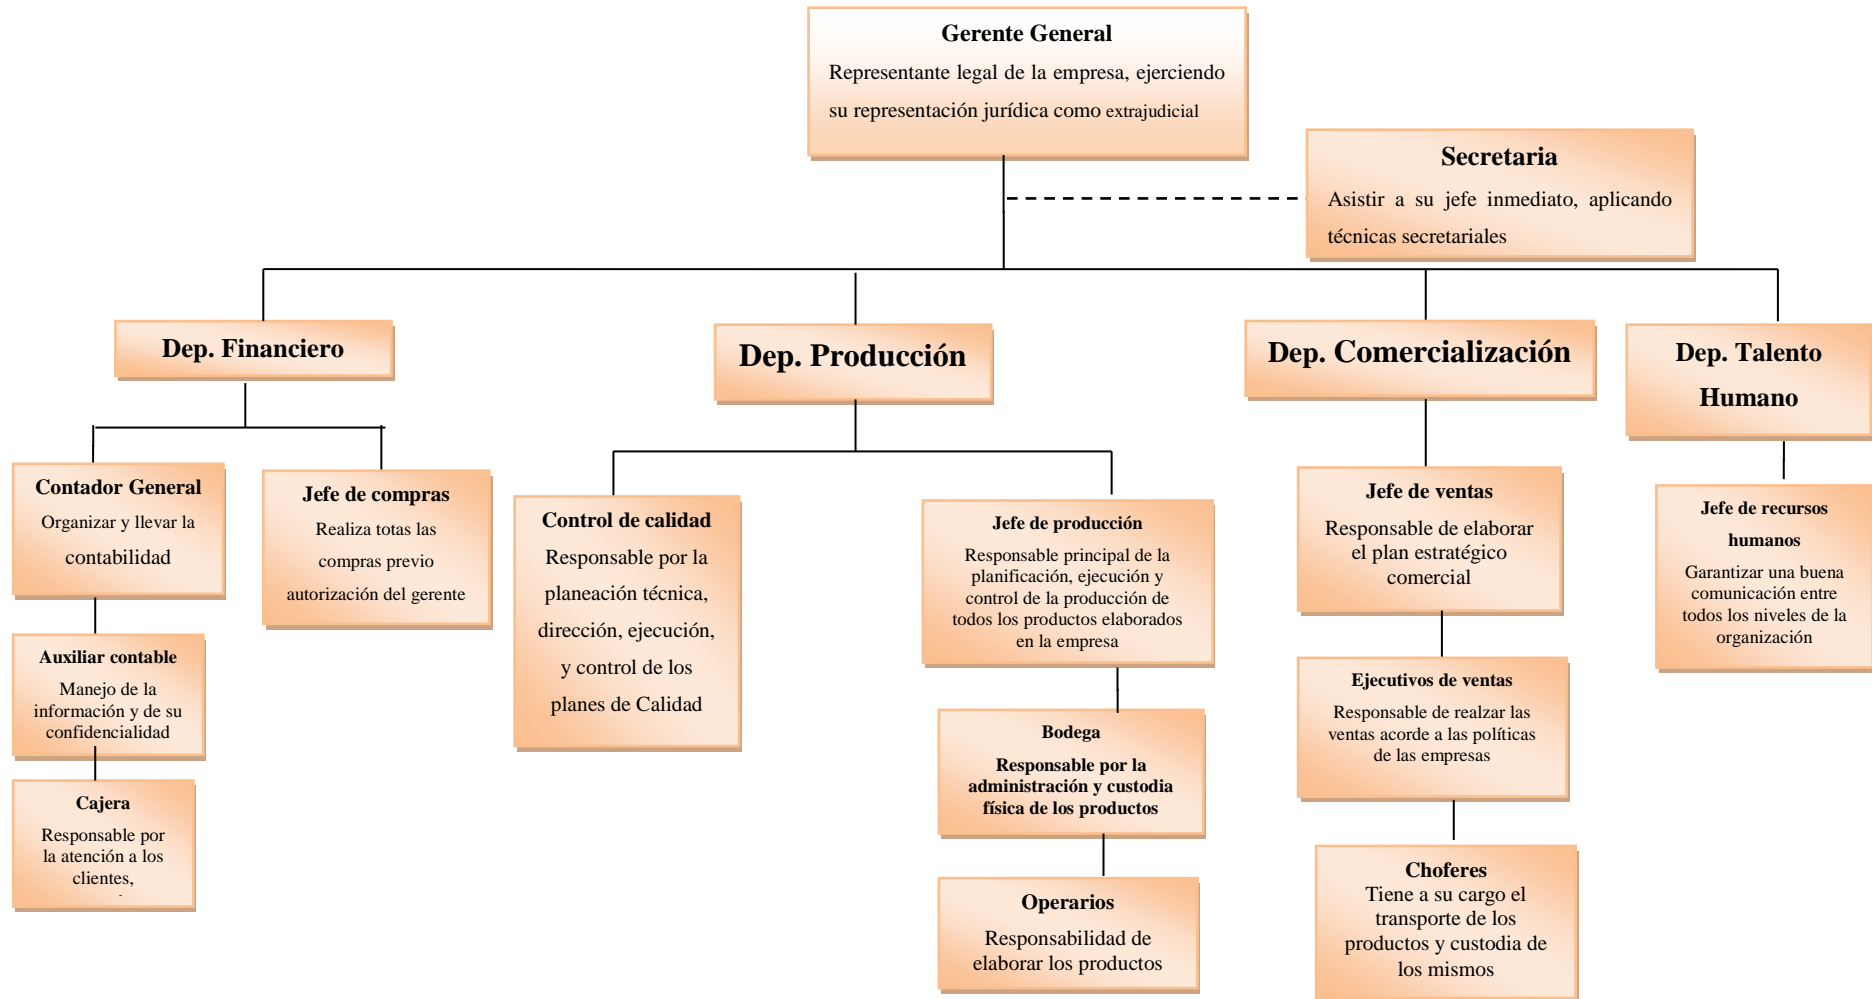 Gerente General
Representante legal de la empresa, ejerciendo
su representación jurídica como extrajudicial
Secretaria
Asistir a su jefe inmediato, aplicando
técnicas secretariales
Dep. Financiero
Dep. Producción
Dep. Comercialización
Dep. Talento
Humano
Contador General
Organizar y llevar la
contabilidad
Jefe de compras
Realiza totas las
compras previo
autorización del gerente
Control de calidad
Responsable por la
planeación técnica,
dirección, ejecución,
y control de los
planes de Calidad
Jefe de producción
Responsable principal de la
planificación, ejecución y
control de la producción de
todos los productos elaborados
en la empresa
Jefe de ventas
Responsable de elaborar
el plan estratégico
comercial
Jefe de recursos
humanos
Garantizar una buena
comunicación entre
todos los niveles de la
organización
Auxiliar contable
Manejo de la
información y de su
confidencialidad
Ejecutivos de ventas
Responsable de realzar las
ventas acorde a las políticas
de las empresas
Bodega
Responsable por la
administración y custodia
física de los productos
Cajera
Responsable por
la atención a los
clientes,
Operarios
Responsabilidad de
elaborar los productos
Choferes
Tiene a su cargo el
transporte de los
productos y custodia de
los mismos